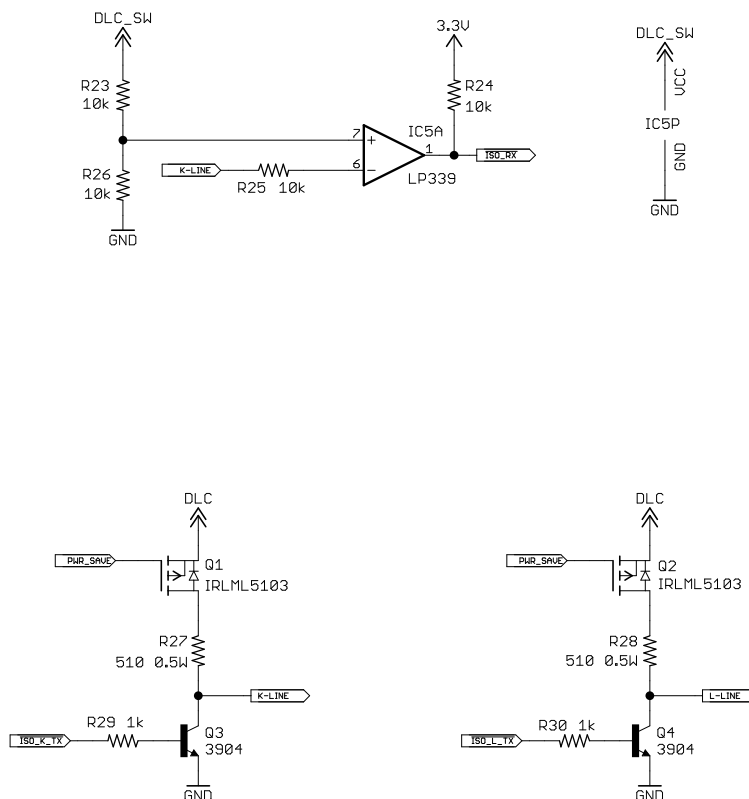 DLC_SW
R23
10k
R26
10k
GND
K-LINE
R25 10k
7
6
+
-
1
IC5A
LP339
3.3V
R24
10k
ISO_RX
DLC_SW
VCC
IC5P
GND
GND
DLC
PWR_SAVE
Q1
IRLML5103
R27
510 0.5W
K-LINE
ISO_K_TX
R29 1k
Q3
3904
GND
DLC
PWR_SAVE
Q2
IRLML5103
R28
510 0.5W
L-LINE
ISO_L_TX
R30 1k
Q4
3904
GND